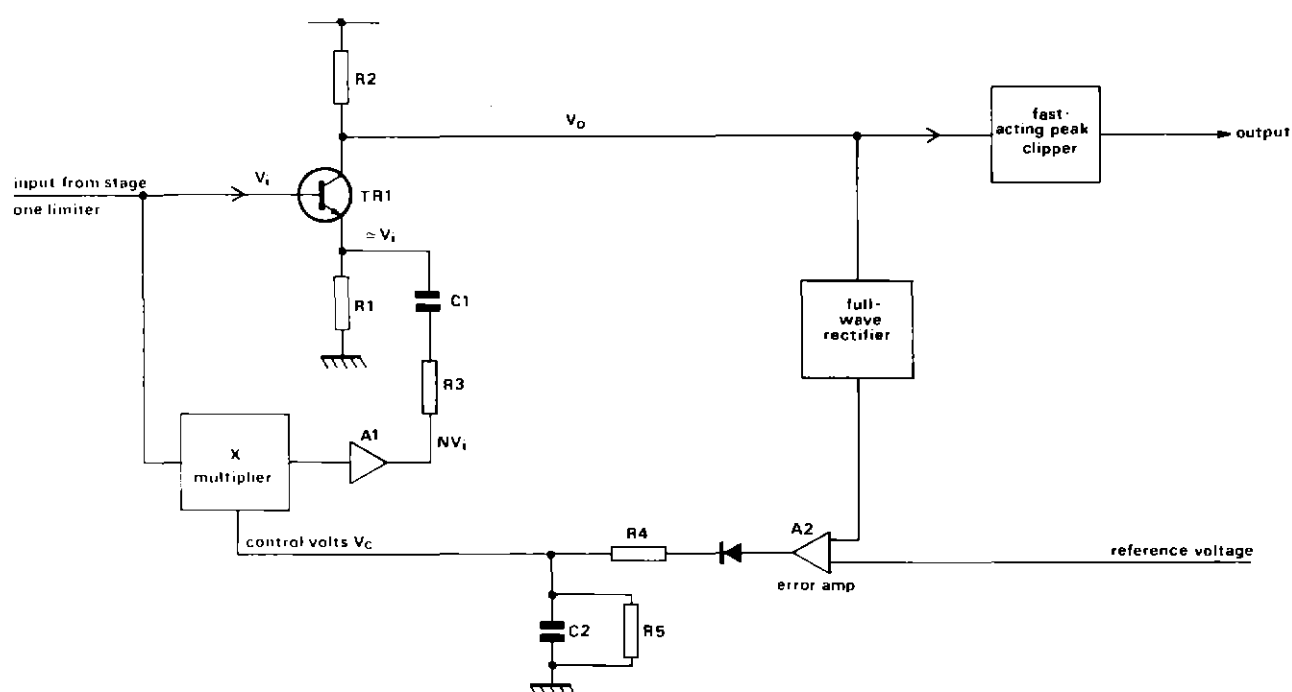 R2
V₀
fast-
acting peak
clipper
output
input from stage
one limiter
Vᵢ
TR1
≃Vᵢ
R1
C1
full-
wave
rectifier
R3
A1
NVᵢ
X
multiplier
control volts V꜀
R4
A2
error amp
reference voltage
C2
R5